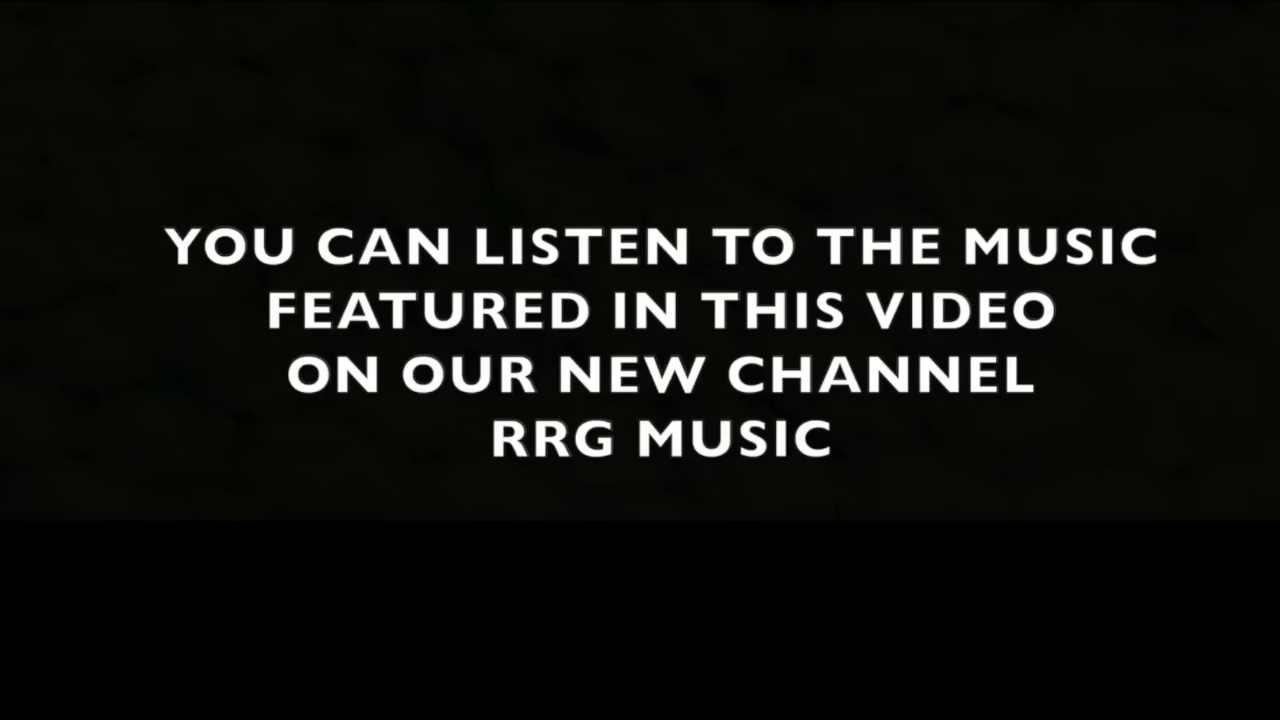 YOU CAN LISTEN TO THE MUSIC
FEATURED IN THIS VIDEO
ON OUR NEW CHANNEL
RRG MUSIC